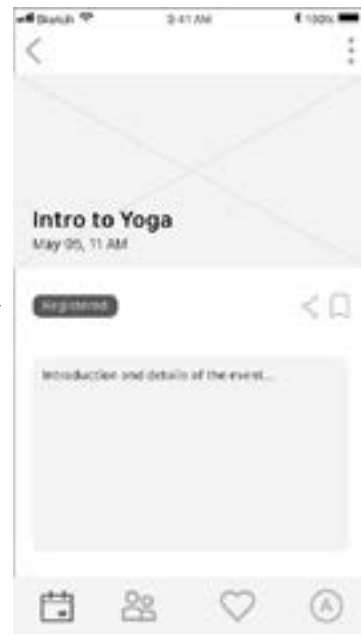 Sketch 9:41 AM 100%
Intro to Yoga
May 05, 11 AM
Registered
Introduction and details of the event...
A